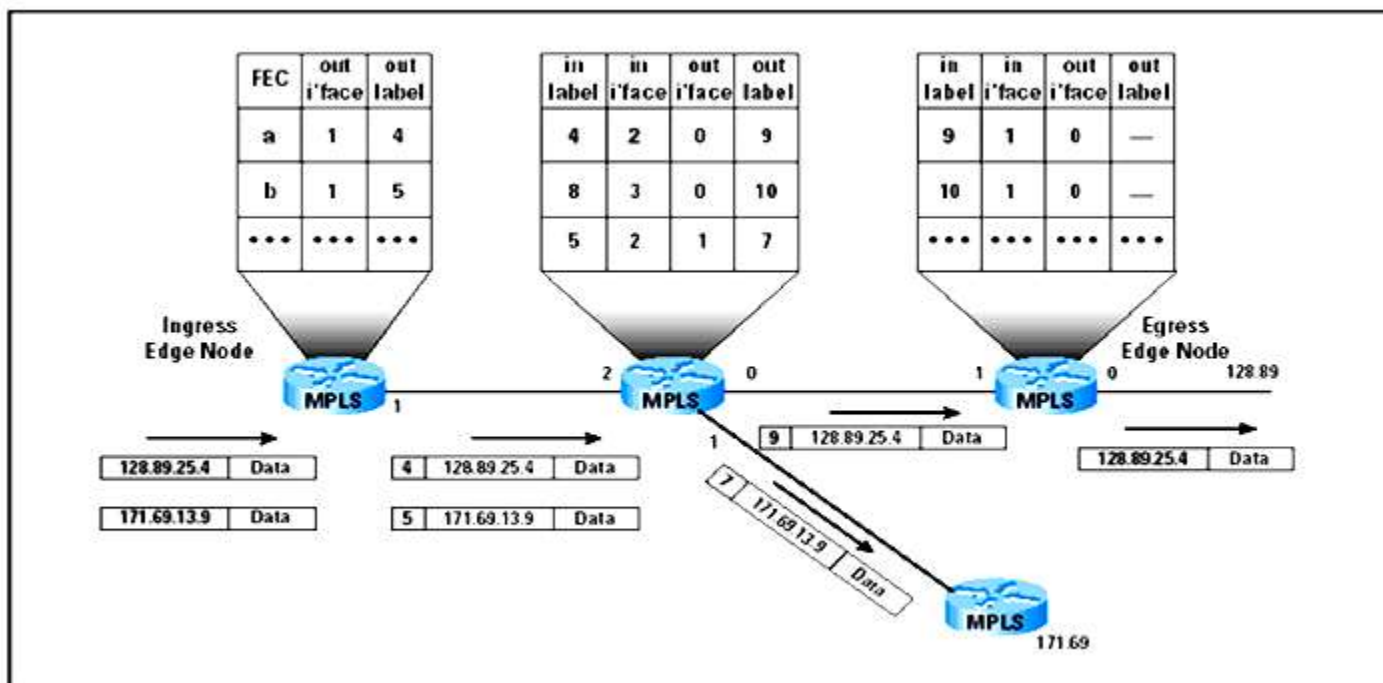 FEC out i'face out label
a 1 4
b 1 5
••• ••• •••
in label in i'face out i'face out label
4 2 0 9
8 3 0 10
5 2 1 7
in label in i'face out i'face out label
9 1 0 —
10 1 0 —
••• ••• ••• •••
Ingress
Edge Node
Egress
Edge Node
MPLS
1
2
MPLS
0
1
1
MPLS
0
128.89
128.89.25.4 Data
171.69.13.9 Data
4 128.89.25.4 Data
5 171.69.13.9 Data
9 128.89.25.4 Data
7 171.69.13.9 Data
128.89.25.4 Data
MPLS
171.69